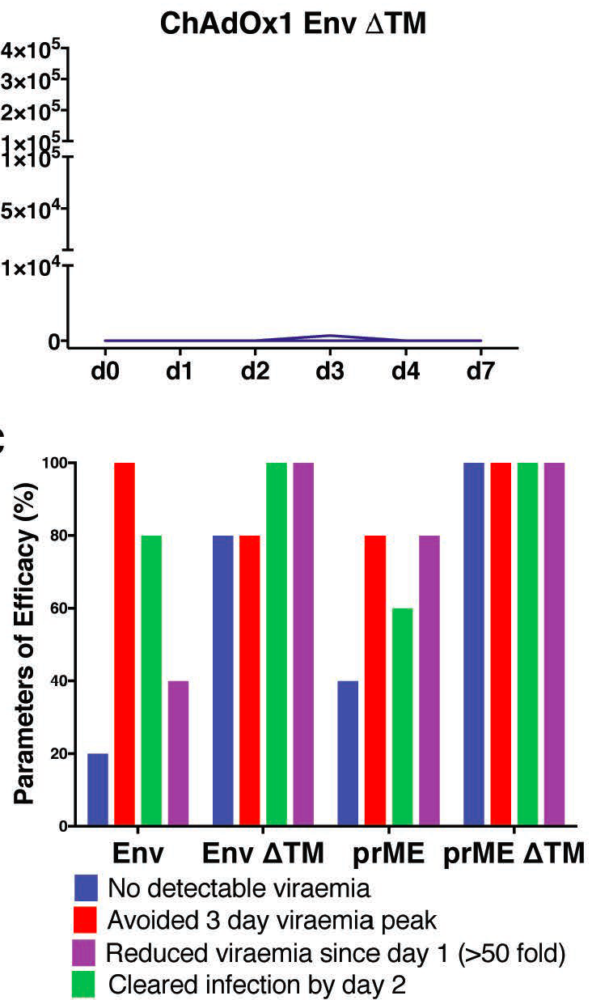 ChAdOx1 Env ΔTM
4×10⁵
3×10⁵
2×10⁵
1×10⁵
1×10⁵
5×10⁴
1×10⁴
0
d0 d1 d2 d3 d4 d7
Parameters of Efficacy (%)
100
80
60
40
20
0
Env Env ΔTM prME prME ΔTM
No detectable viraemia
Avoided 3 day viraemia peak
Reduced viraemia since day 1 (>50 fold)
Cleared infection by day 2